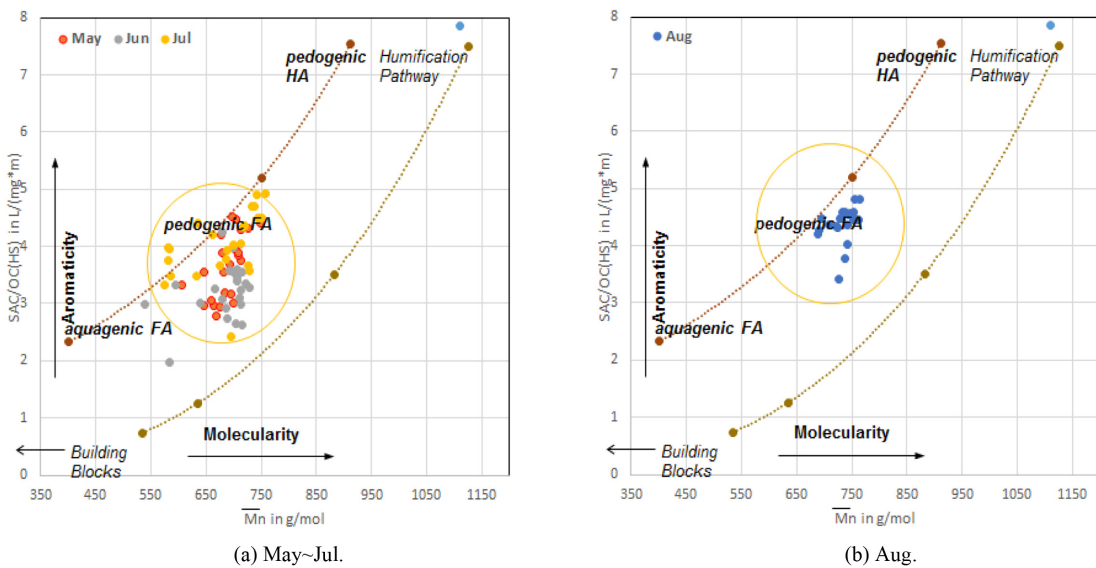 8
7
6
5
4
3
2
1
0
SAC/OC(HS) in L/(mg*m)
May Jun Jul
pedogenic Humification
HA Pathway
Aromaticity
pedogenic FA
aquagenic FA
Molecularity
Building
Blocks
350 450 550 650 750 850 950 1050 1150
Mn in g/mol
(a) May~Jul.
8
7
6
5
4
3
2
1
0
SAC/OC(HS) in L/(mg*m)
Aug
pedogenic Humification
HA Pathway
Aromaticity
pedogenic FA
aquagenic FA
Molecularity
Building
Blocks
350 450 550 650 750 850 950 1050 1150
Mn in g/mol
(b) Aug.